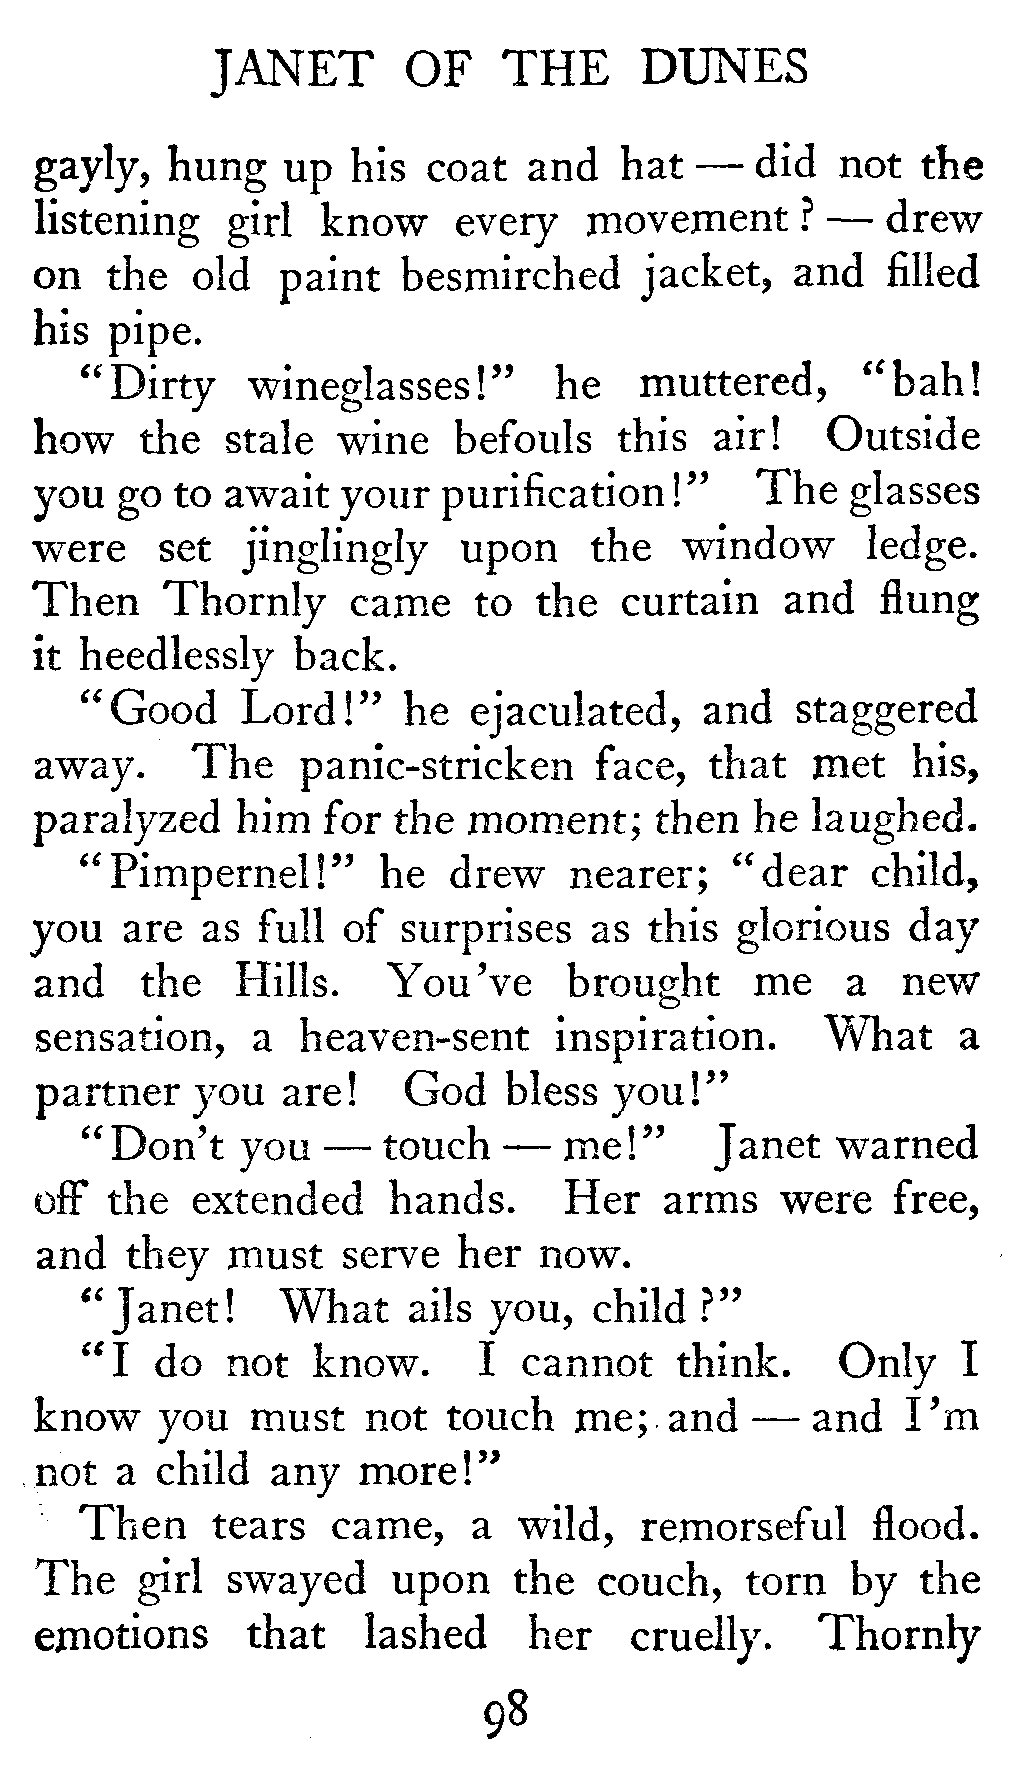 JANET OF THE DUNES
gayly, hung up his coat and hat — did not the
listening girl know every movement? — drew
on the old paint besmirched jacket, and filled
his pipe.
"Dirty wineglasses!" he muttered, "bah!
how the stale wine befouls this air! Outside
you go to await your purification!" The glasses
were set jinglingly upon the window ledge.
Then Thornly came to the curtain and flung
it heedlessly back.
"Good Lord!" he ejaculated, and staggered
away. The panic-stricken face, that met his,
paralyzed him for the moment; then he laughed.
"Pimpernel!" he drew nearer; "dear child,
you are as full of surprises as this glorious day
and the Hills. You've brought me a new
sensation, a heaven-sent inspiration. What a
partner you are! God bless you!"
"Don't you — touch — me!" Janet warned
off the extended hands. Her arms were free,
and they must serve her now.
"Janet! What ails you, child?"
"I do not know. I cannot think. Only I
know you must not touch me; and — and I'm
not a child any more!"
Then tears came, a wild, remorseful flood.
The girl swayed upon the couch, torn by the
emotions that lashed her cruelly. Thornly
98